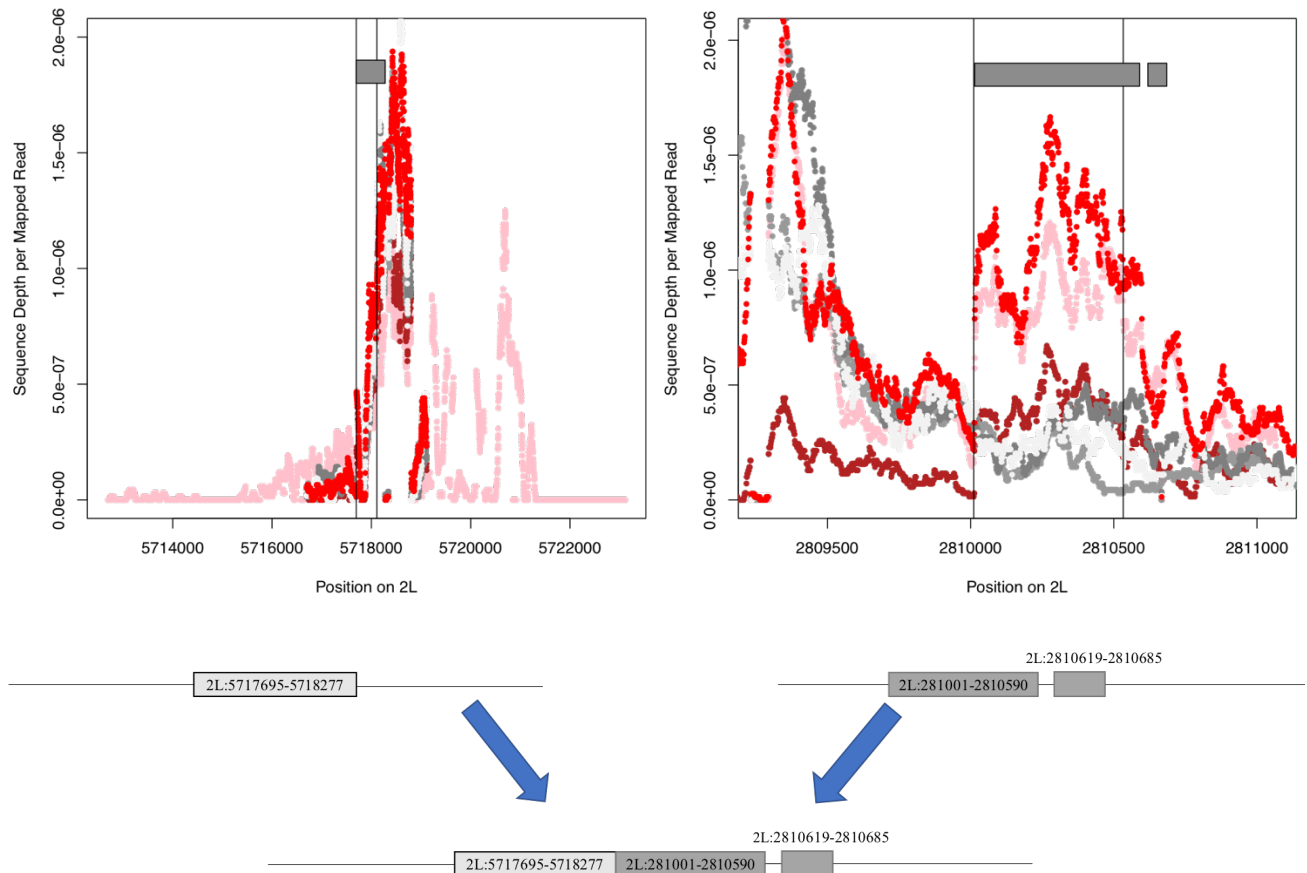 2.0e-06
1.5e-06
1.0e-06
5.0e-07
0.0e+00
Sequence Depth per Mapped Read
5714000 5716000 5718000 5720000 5722000
Position on 2L
2.0e-06
1.5e-06
1.0e-06
5.0e-07
0.0e+00
Sequence Depth per Mapped Read
2809500 2810000 2810500 2811000
Position on 2L
2L:5717695-5718277
2L:2810619-2810685
2L:281001-2810590
2L:2810619-2810685
2L:5717695-5718277 2L:281001-2810590